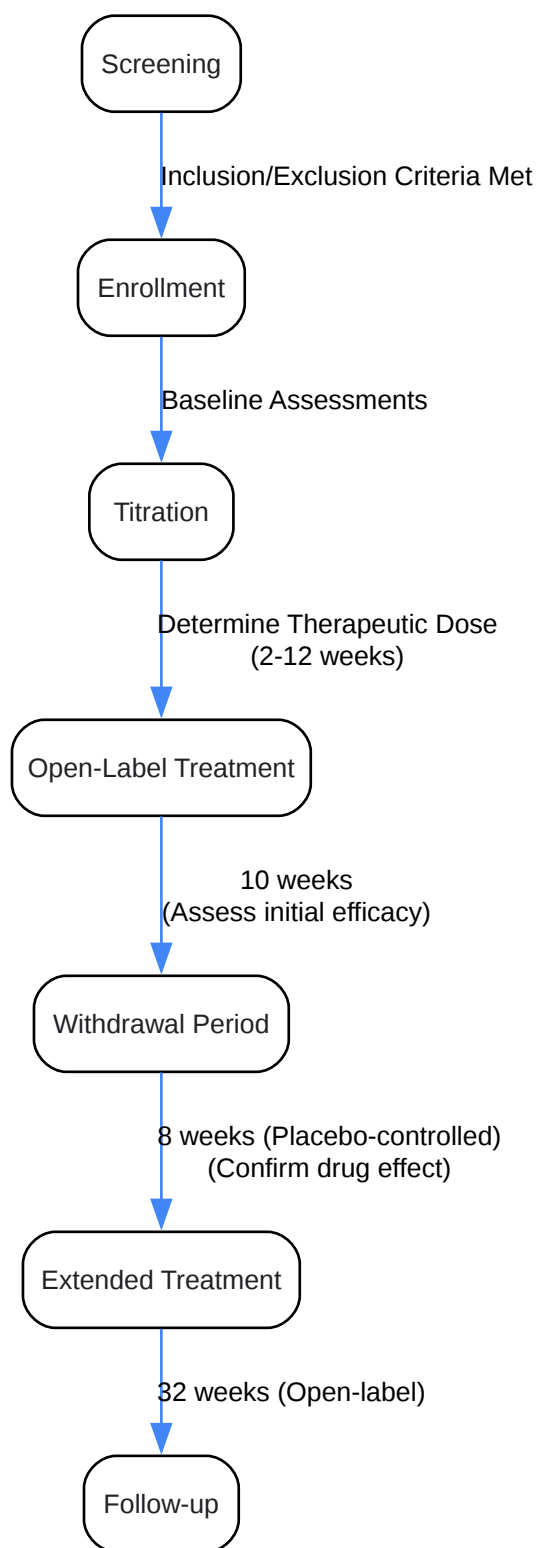 Screening
Inclusion/Exclusion Criteria Met
Enrollment
Baseline Assessments
Titration
Determine Therapeutic Dose
(2-12 weeks)
Open-Label Treatment
10 weeks
(Assess initial efficacy)
Withdrawal Period
8 weeks (Placebo-controlled)
(Confirm drug effect)
Extended Treatment
32 weeks (Open-label)
Follow-up